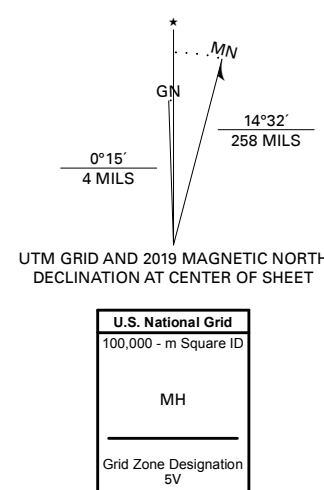 ★
MN
GN
14°32´
258 MILS
0°15´
4 MILS
UTM GRID AND 2019 MAGNETIC NORTH
DECLINATION AT CENTER OF SHEET
U.S. National Grid
100,000 - m Square ID
MH
Grid Zone Designation
5V